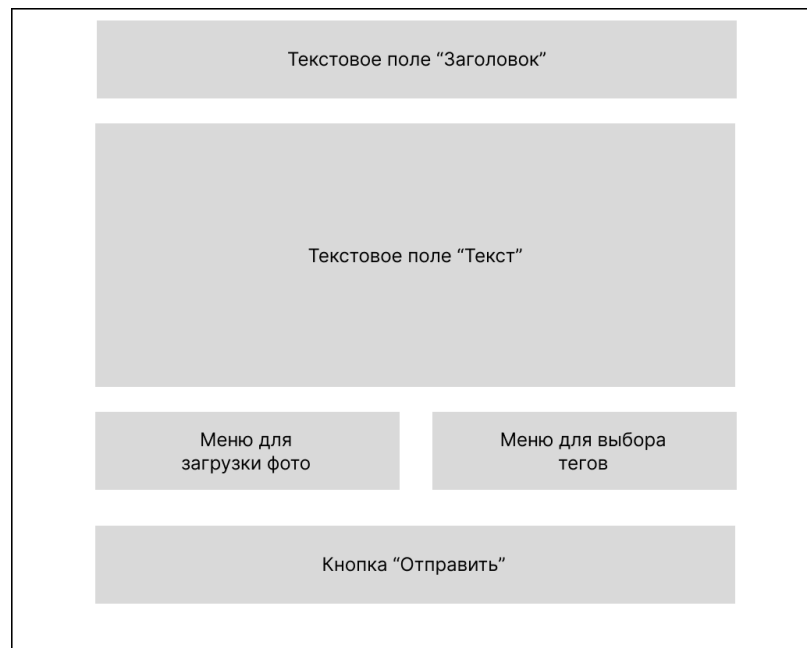 Текстовое поле “Заголовок”
Текстовое поле “Текст”
Меню для
загрузки фото
Меню для выбора
тегов
Кнопка “Отправить”